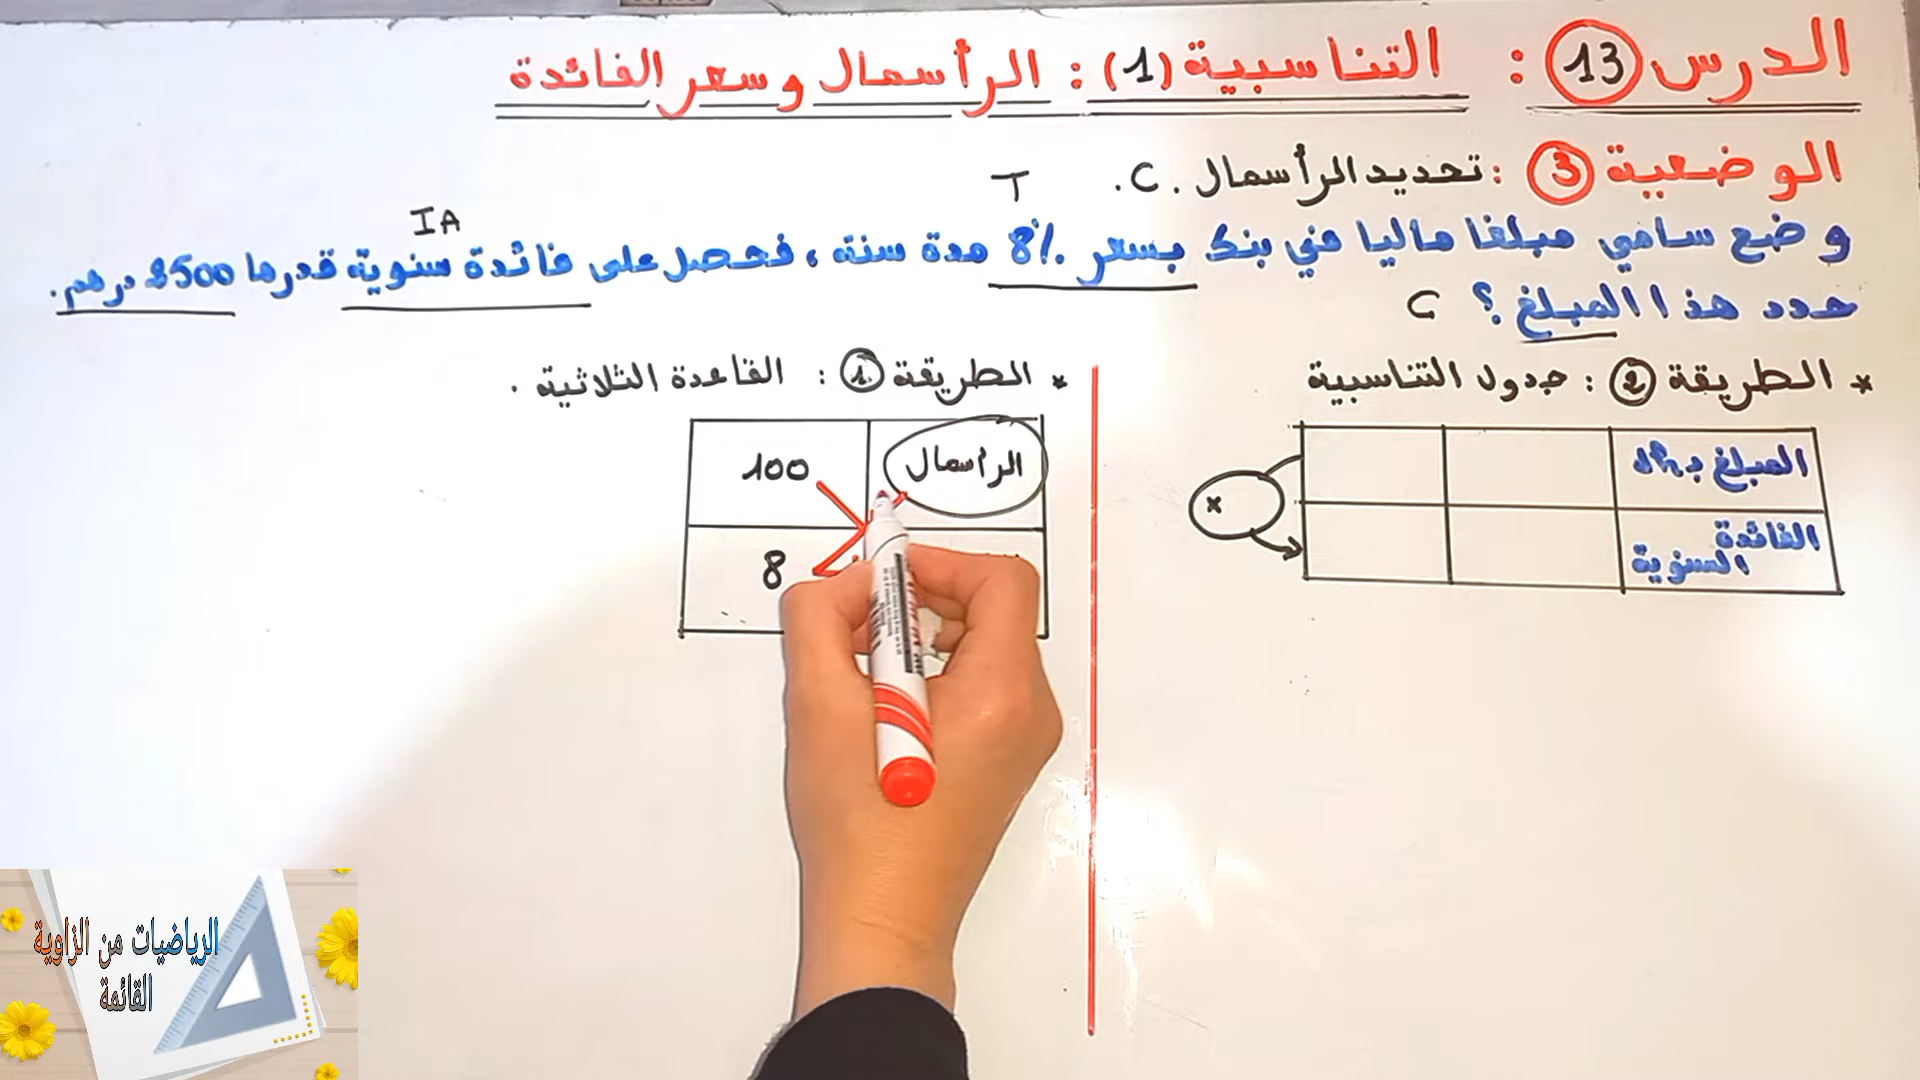 الدرس 13 : التناسبية (1) : الرأسمال وسعر الفائدة
الوضعية 3 : تحديد الرأسمال . C .
T
IA
وضع سامي مبلغا ماليا في بنك بسعر 8% مدة سنة ، فحصل على فائدة سنوية قدرها 8500 درهم .
حدد هذا المبلغ ؟ C
* الطريقة 2 : جدول التناسبية
المبلغ بـ dh
الفائدة السنوية
×
* الطريقة 1 : القاعدة الثلاثية .
الرأسمال 100
8
الرياضيات من الزاوية
القائمة